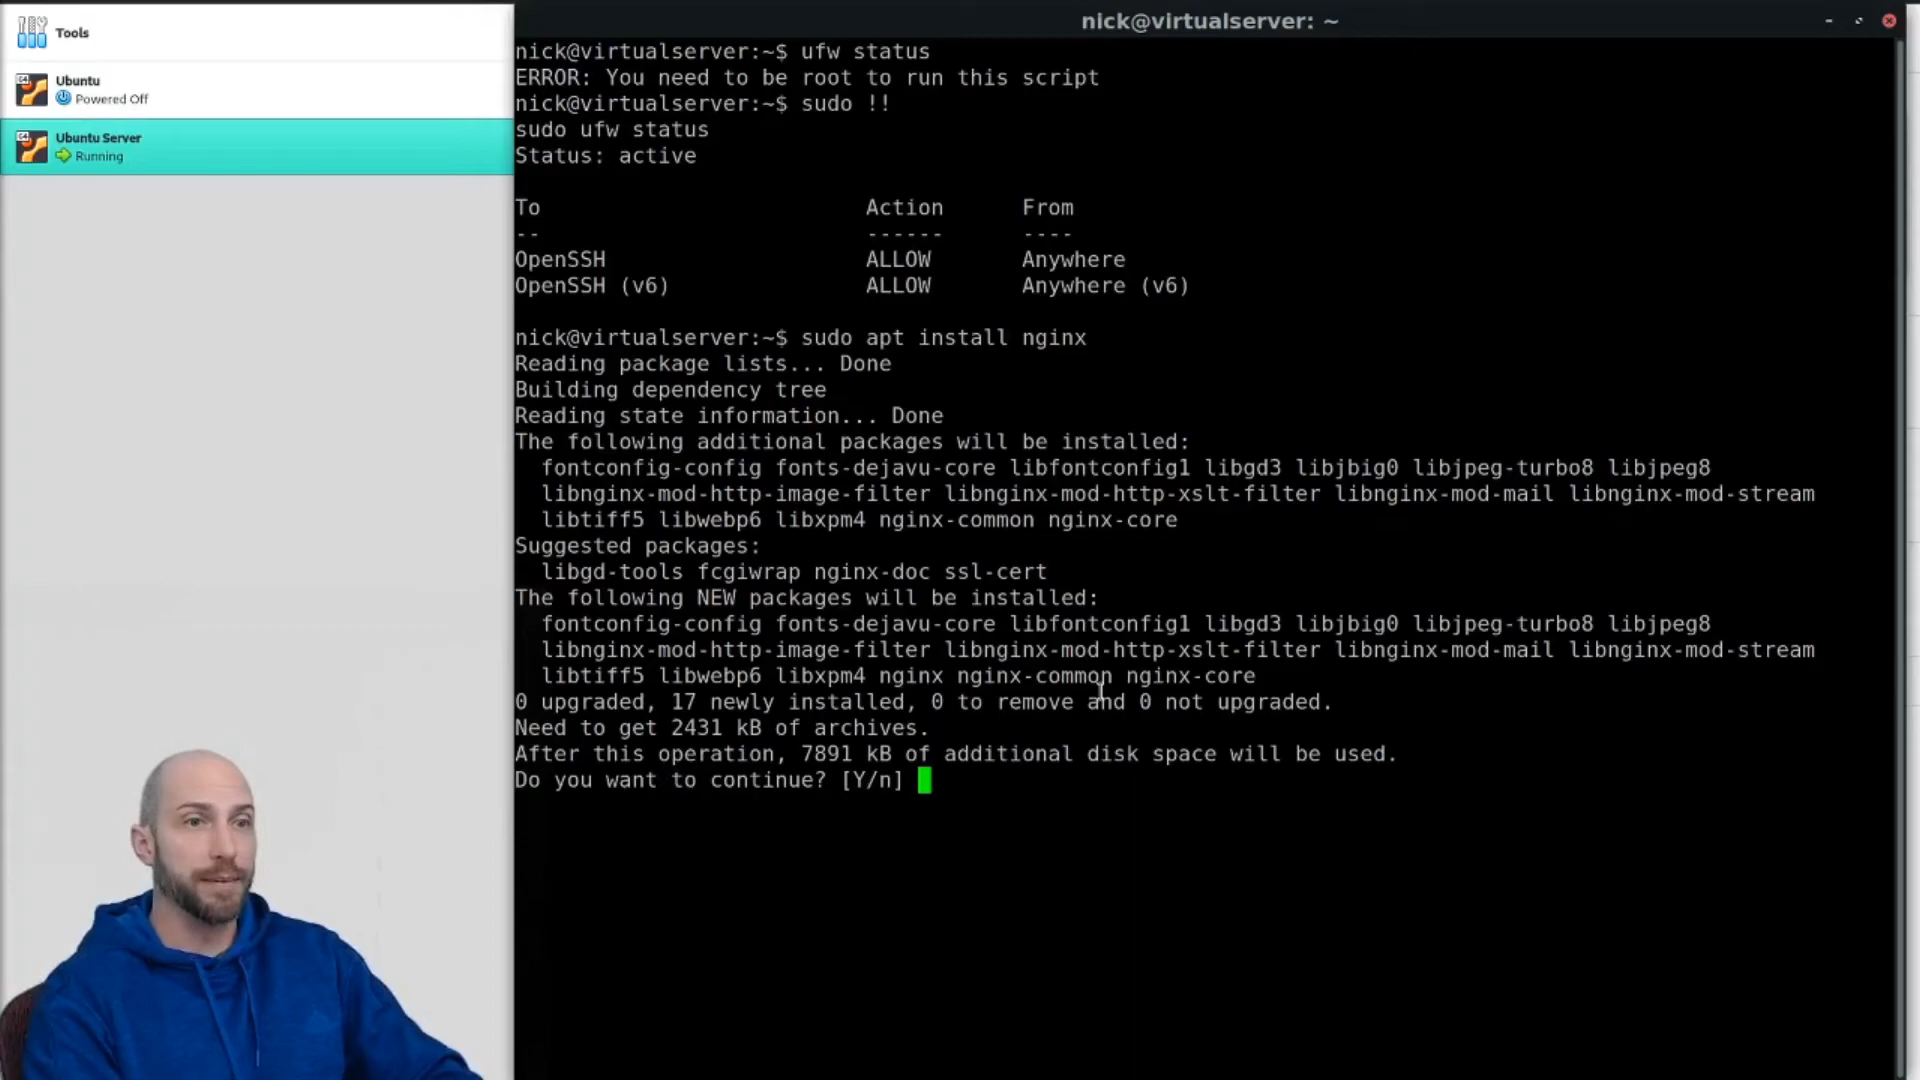 Tools
Ubuntu
Powered Off
Ubuntu Server
Running
nick@virtualserver: ~
nick@virtualserver:~$ ufw status
ERROR: You need to be root to run this script
nick@virtualserver:~$ sudo !!
sudo ufw status
Status: active
To Action From
-- ------ ----
OpenSSH ALLOW Anywhere
OpenSSH (v6) ALLOW Anywhere (v6)
nick@virtualserver:~$ sudo apt install nginx
Reading package lists... Done
Building dependency tree
Reading state information... Done
The following additional packages will be installed:
fontconfig-config fonts-dejavu-core libfontconfig1 libgd3 libjbig0 libjpeg-turbo8 libjpeg8
libnginx-mod-http-image-filter libnginx-mod-http-xslt-filter libnginx-mod-mail libnginx-mod-stream
libtiff5 libwebp6 libxpm4 nginx-common nginx-core
Suggested packages:
libgd-tools fcgiwrap nginx-doc ssl-cert
The following NEW packages will be installed:
fontconfig-config fonts-dejavu-core libfontconfig1 libgd3 libjbig0 libjpeg-turbo8 libjpeg8
libnginx-mod-http-image-filter libnginx-mod-http-xslt-filter libnginx-mod-mail libnginx-mod-stream
libtiff5 libwebp6 libxpm4 nginx nginx-common nginx-core
0 upgraded, 17 newly installed, 0 to remove and 0 not upgraded.
Need to get 2431 kB of archives.
After this operation, 7891 kB of additional disk space will be used.
Do you want to continue? [Y/n]